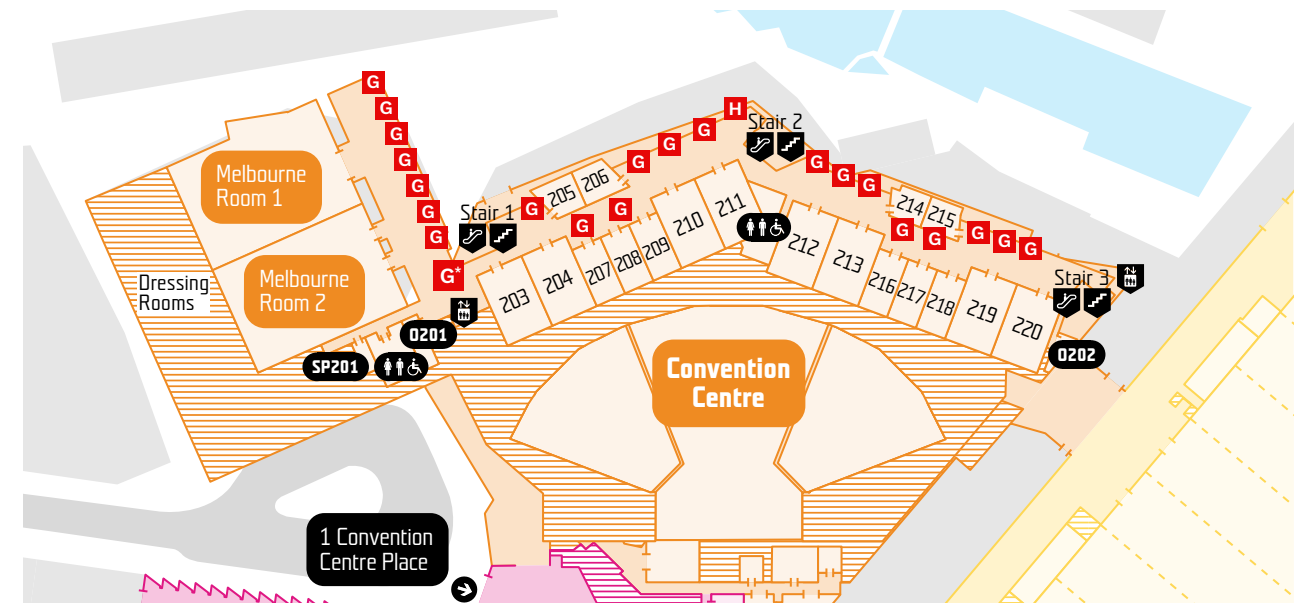 G
G
G
G
G
G
G
G*
H
G
G
G
G
G
G
Stair 1
Stair 2
G
G
G
G
G
G
G
G
Stair 3
Melbourne
Room 1
Melbourne
Room 2
Dressing
Rooms
203
204
205
206
207
208
209
210
211
212
213
214
215
216
217
218
219
220
0201
SP201
0202
Convention
Centre
1 Convention
Centre Place